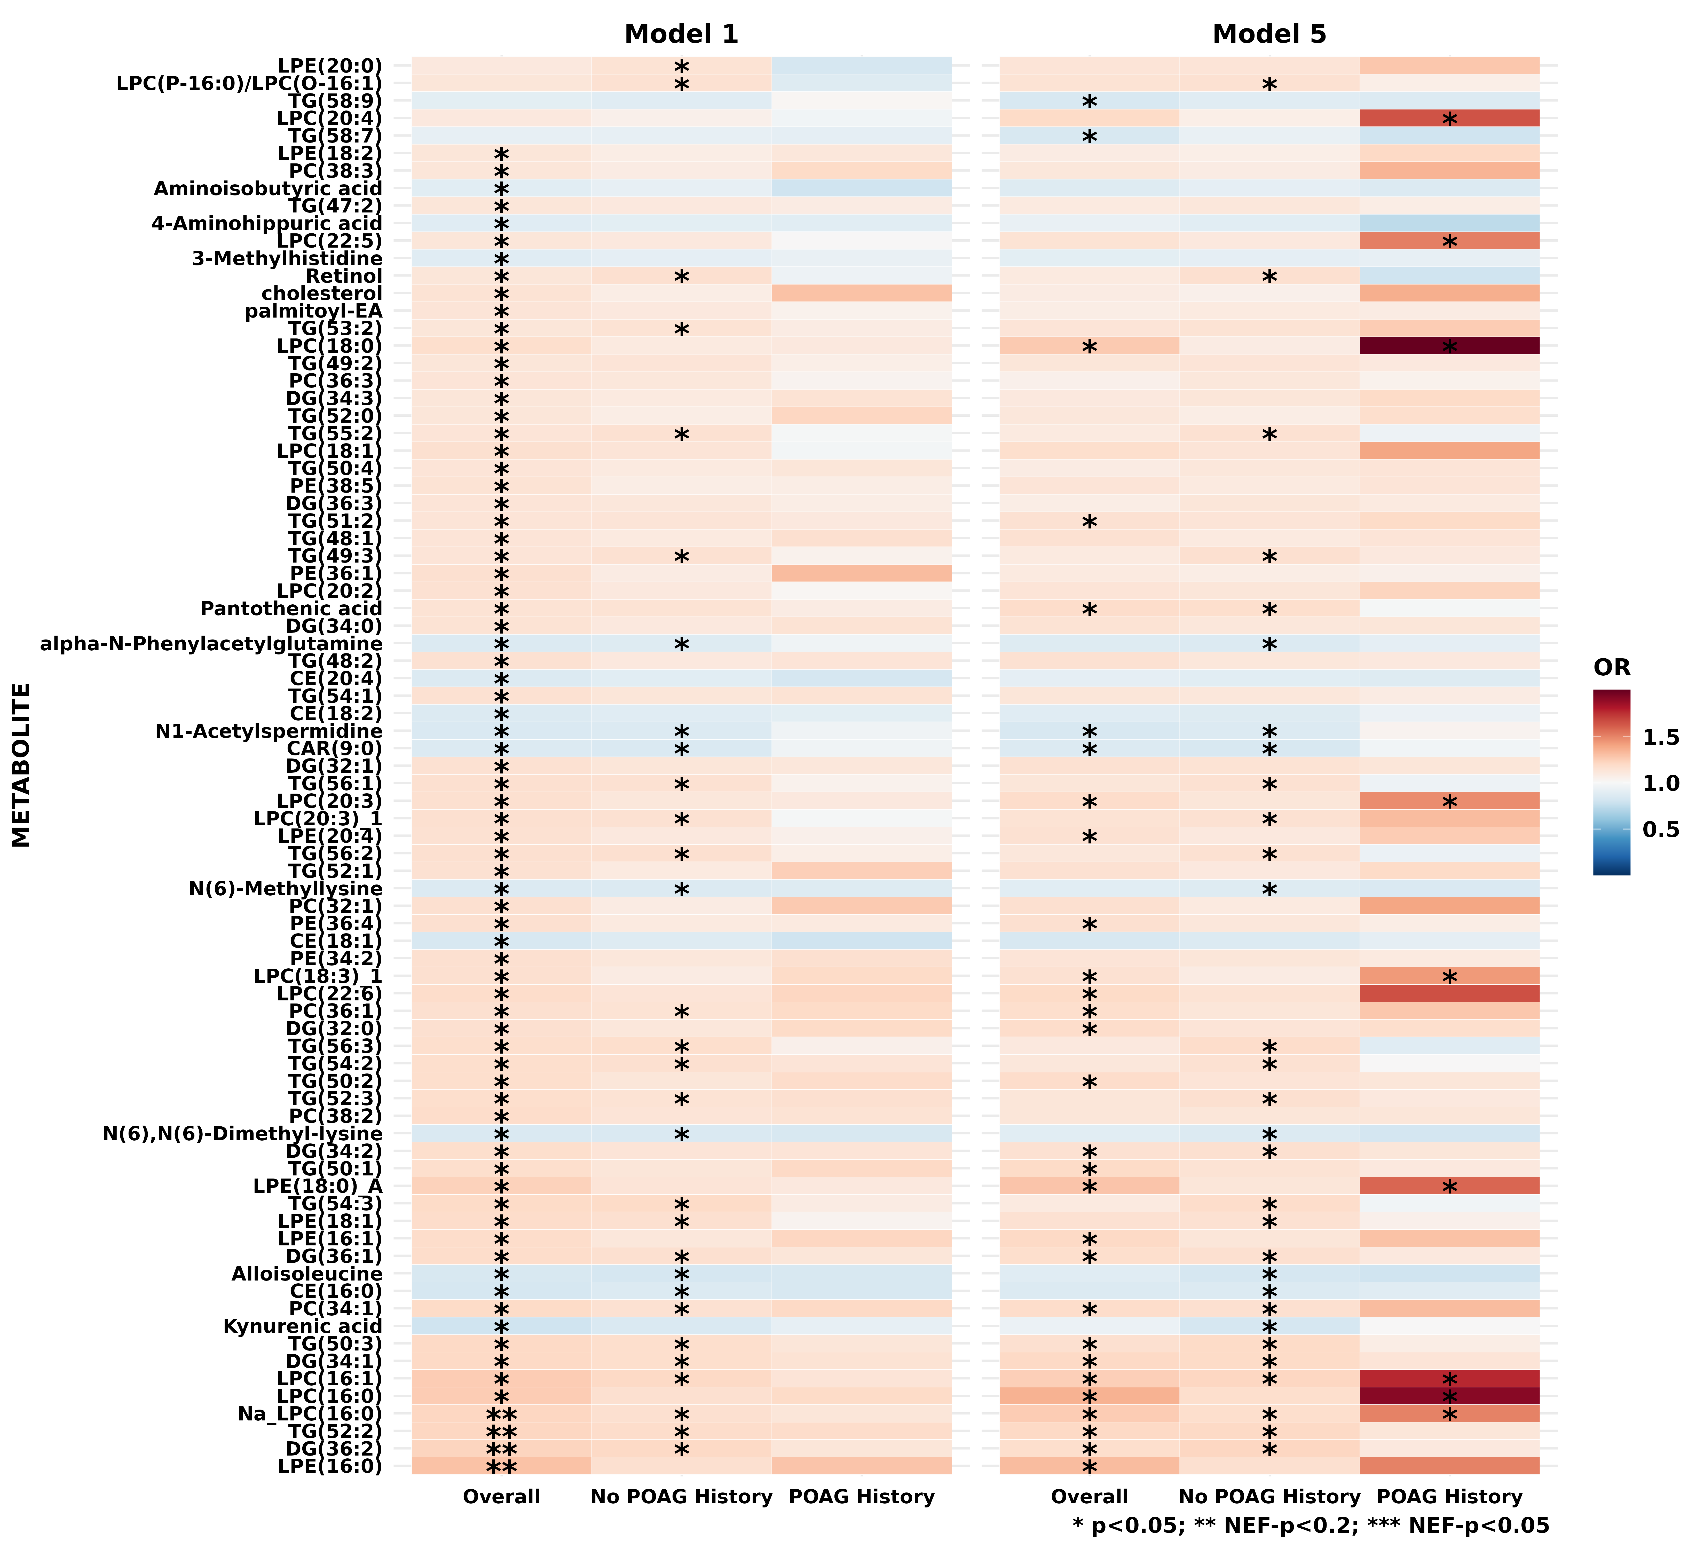 Model 1
Model 5
LPE(20:0)
*
LPC(P-16:0)/LPC(O-16:1)
* *
TG(58:9)
*
LPC(20:4)
*
TG(58:7)
*
LPE(18:2)
*
PC(38:3)
*
Aminoisobutyric acid
*
TG(47:2)
*
4-Aminohippuric acid
*
LPC(22:5)
* *
3-Methylhistidine
*
Retinol
* * *
cholesterol
*
palmitoyl-EA
*
TG(53:2)
* *
LPC(18:0)
* * *
TG(49:2)
*
PC(36:3)
*
DG(34:3)
*
TG(52:0)
*
TG(55:2)
* * *
LPC(18:1)
*
TG(50:4)
*
PE(38:5)
*
DG(36:3)
*
TG(51:2)
* *
TG(48:1)
*
TG(49:3)
* * *
PE(36:1)
*
LPC(20:2)
*
Pantothenic acid
* * *
DG(34:0)
*
alpha-N-Phenylacetylglutamine
* * *
TG(48:2)
*
CE(20:4)
*
TG(54:1)
*
CE(18:2)
*
N1-Acetylspermidine
* * * *
CAR(9:0)
* * * *
DG(32:1)
*
TG(56:1)
* * *
LPC(20:3)
* * *
LPC(20:3)_1
* * *
LPE(20:4)
* *
TG(56:2)
* * *
TG(52:1)
*
N(6)-Methyllysine
* * *
PC(32:1)
*
PE(36:4)
* *
CE(18:1)
*
PE(34:2)
*
LPC(18:3)_1
* * *
LPC(22:6)
* *
PC(36:1)
* * *
DG(32:0)
* *
TG(56:3)
* * *
TG(54:2)
* * *
TG(50:2)
* *
TG(52:3)
* * *
PC(38:2)
*
N(6),N(6)-Dimethyl-lysine
* * *
DG(34:2)
* * *
TG(50:1)
* *
LPE(18:0)_A
* * *
TG(54:3)
* * *
LPE(18:1)
* * *
LPE(16:1)
* *
DG(36:1)
* * * *
Alloisoleucine
* * *
CE(16:0)
* * *
PC(34:1)
* * * *
Kynurenic acid
* *
TG(50:3)
* * * *
DG(34:1)
* * * *
LPC(16:1)
* * * * *
LPC(16:0)
* * *
Na_LPC(16:0)
** * * * *
TG(52:2)
** * * *
DG(36:2)
** * * *
LPE(16:0)
** *
METABOLITE
Overall No POAG History POAG History
Overall No POAG History POAG History
* p<0.05; ** NEF-p<0.2; *** NEF-p<0.05
OR
1.5
1.0
0.5